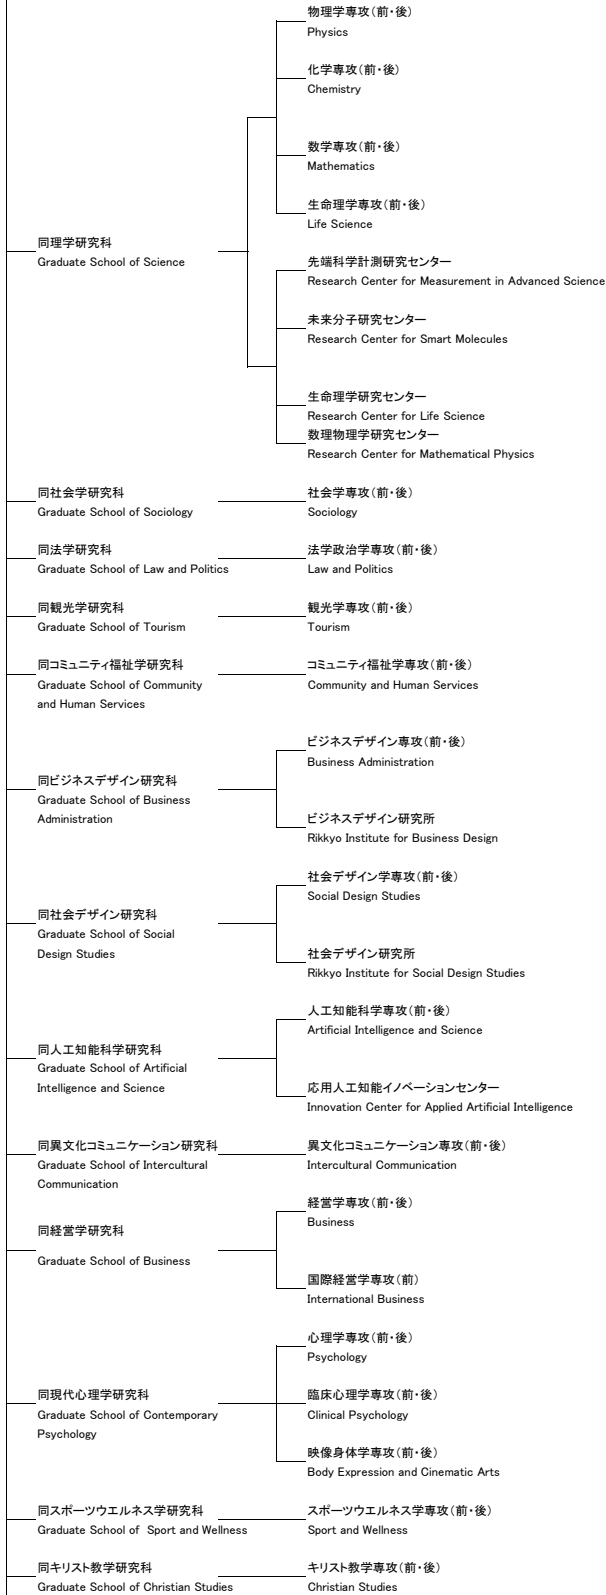 物理学専攻(前・後)
Physics
化学専攻(前・後)
Chemistry
数学専攻(前・後)
Mathematics
生命理学専攻(前・後)
Life Science
同理学研究科
Graduate School of Science
先端科学計測研究センター
Research Center for Measurement in Advanced Science
未来分子研究センター
Research Center for Smart Molecules
生命理学研究センター
Research Center for Life Science
数理物理学研究センター
Research Center for Mathematical Physics
同社会学研究科
Graduate School of Sociology
社会学専攻(前・後)
Sociology
同法学研究科
Graduate School of Law and Politics
法学政治学専攻(前・後)
Law and Politics
同観光学研究科
Graduate School of Tourism
観光学専攻(前・後)
Tourism
同コミュニティ福祉学研究科
Graduate School of Community
and Human Services
コミュニティ福祉学専攻(前・後)
Community and Human Services
同ビジネスデザイン研究科
Graduate School of Business
Administration
ビジネスデザイン専攻(前・後)
Business Administration
ビジネスデザイン研究所
Rikkyo Institute for Business Design
同社会デザイン研究科
Graduate School of Social
Design Studies
社会デザイン学専攻(前・後)
Social Design Studies
社会デザイン研究所
Rikkyo Institute for Social Design Studies
同人工知能科学研究科
Graduate School of Artificial
Intelligence and Science
人工知能科学専攻(前・後)
Artificial Intelligence and Science
応用人工知能イノベーションセンター
Innovation Center for Applied Artificial Intelligence
同異文化コミュニケーション研究科
Graduate School of Intercultural
Communication
異文化コミュニケーション専攻(前・後)
Intercultural Communication
同経営学研究科
Graduate School of Business
経営学専攻(前・後)
Business
国際経営学専攻(前)
International Business
同現代心理学研究科
Graduate School of Contemporary
Psychology
心理学専攻(前・後)
Psychology
臨床心理学専攻(前・後)
Clinical Psychology
映像身体学専攻(前・後)
Body Expression and Cinematic Arts
同スポーツウエルネス学研究科
Graduate School of Sport and Wellness
スポーツウエルネス学専攻(前・後)
Sport and Wellness
同キリスト教学研究科
Graduate School of Christian Studies
キリスト教学専攻(前・後)
Christian Studies